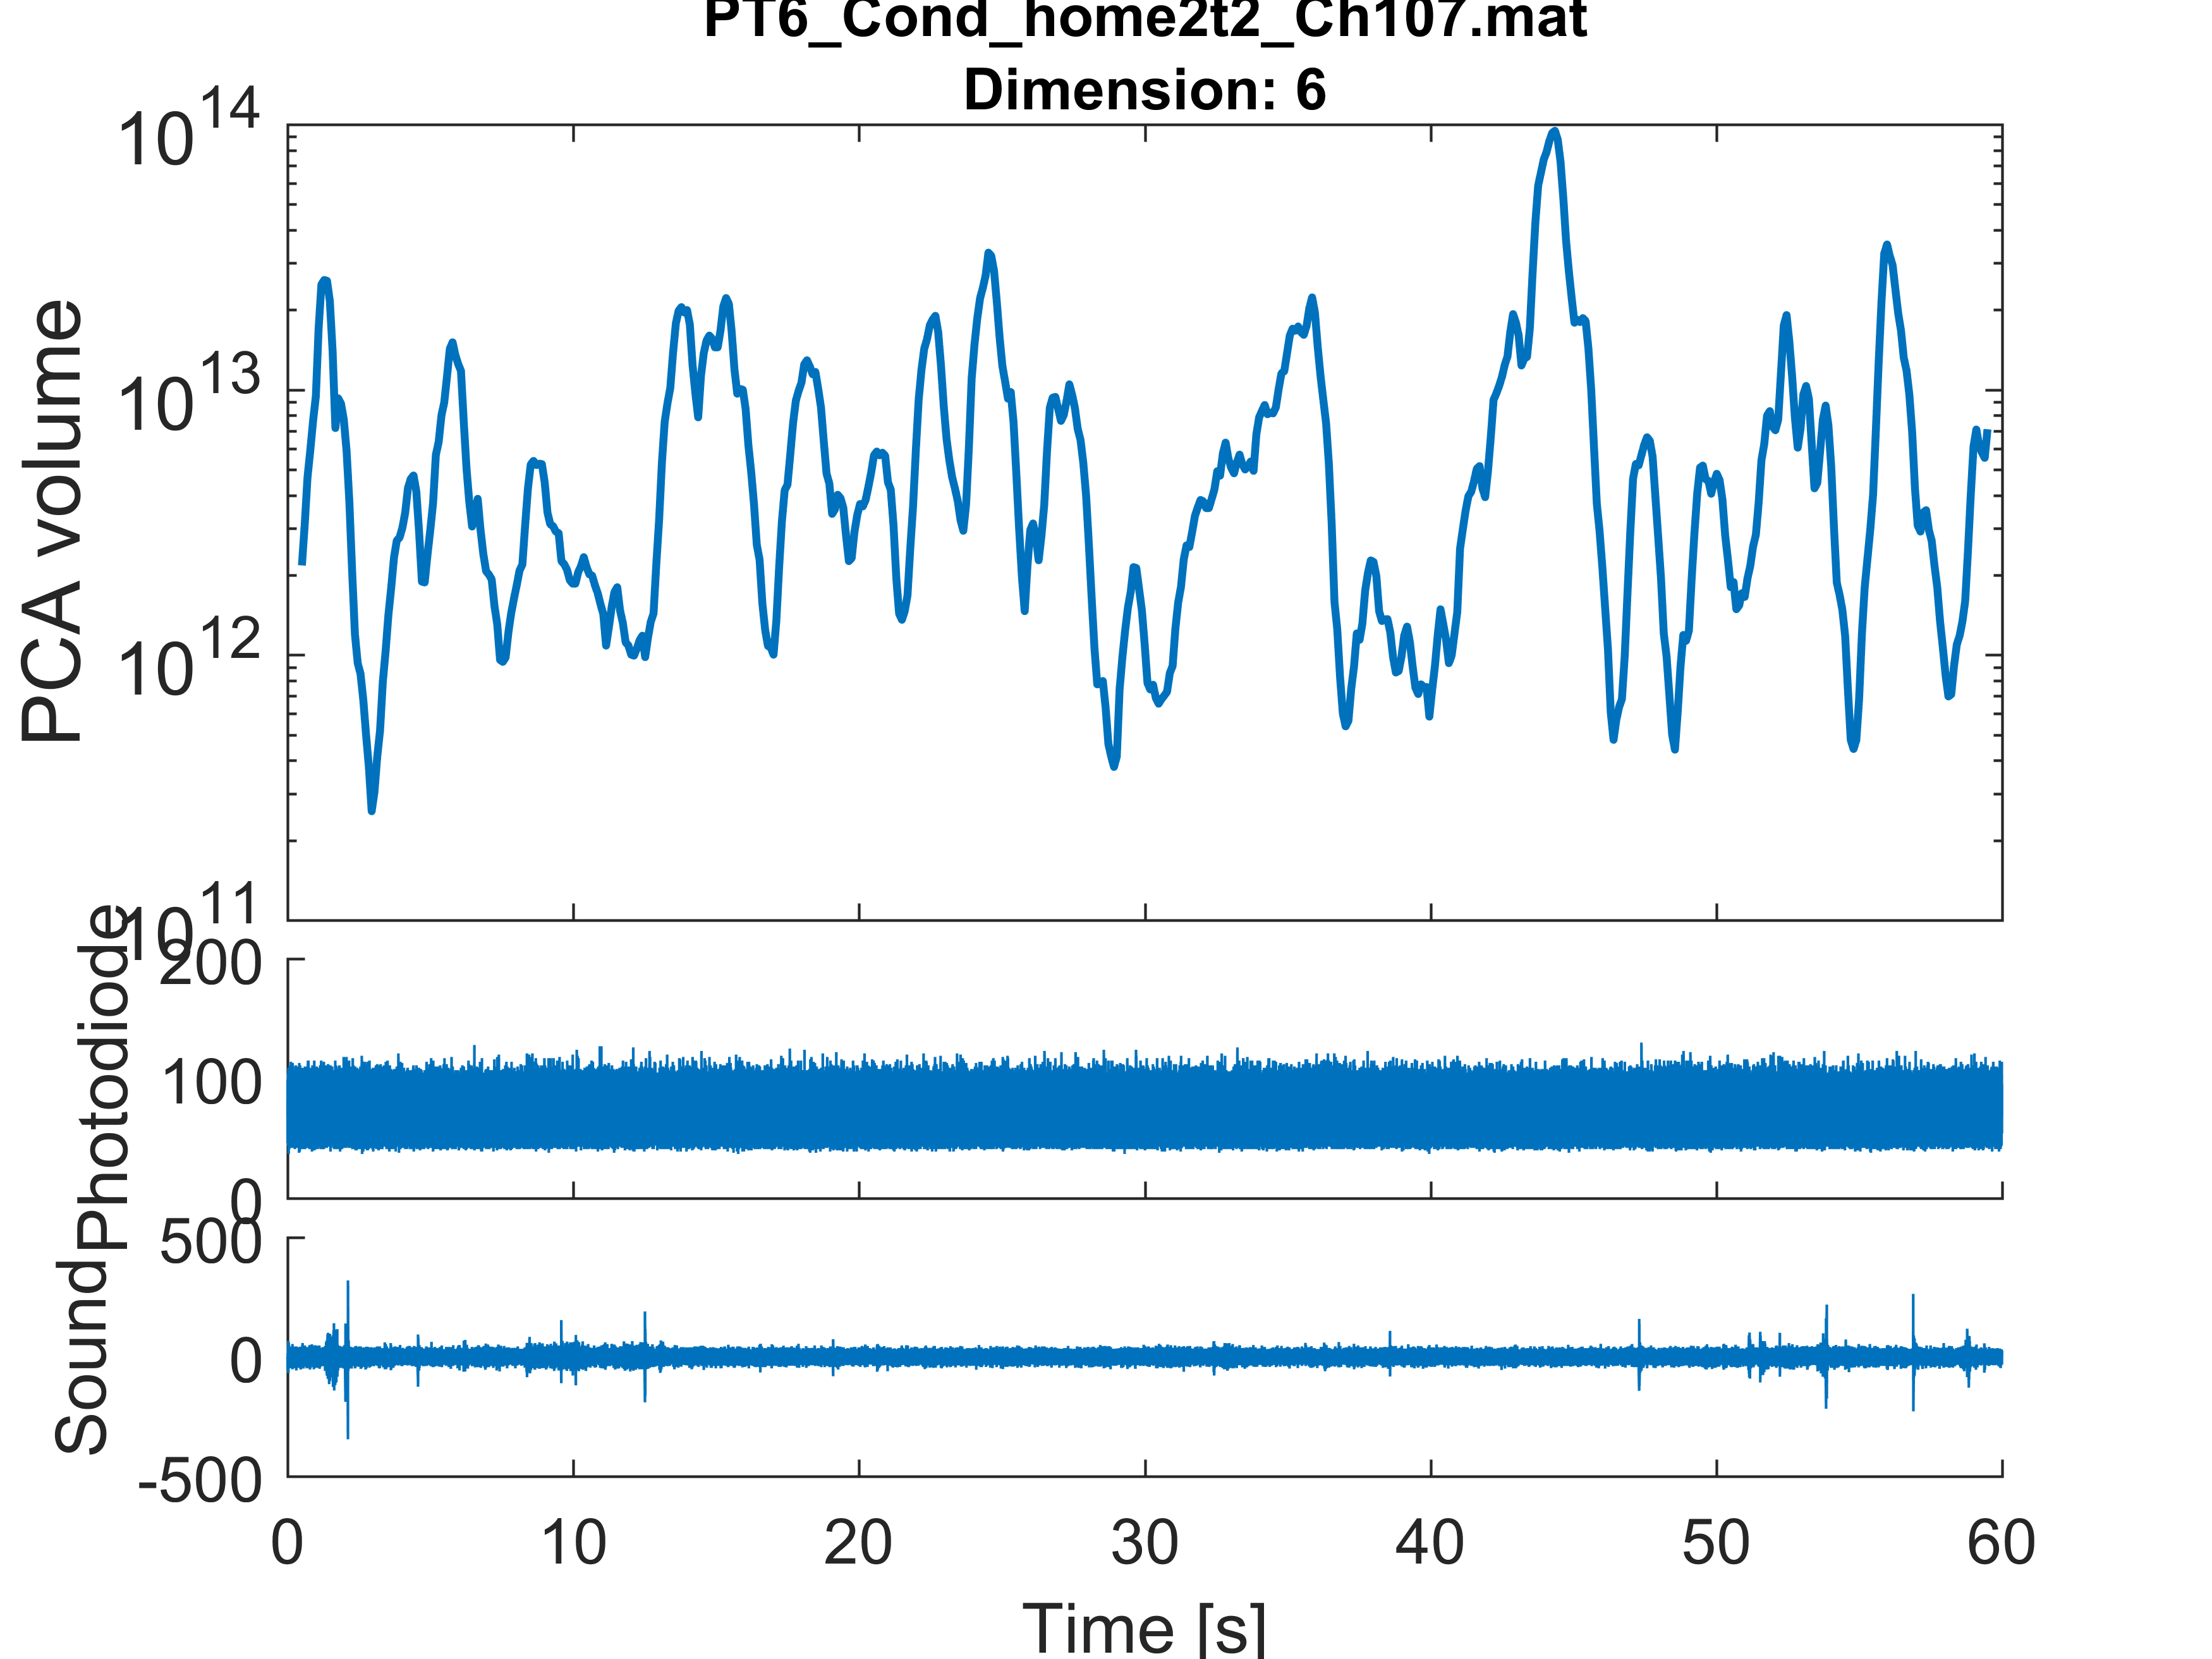 PT6_Cond_home2t2_Ch107.mat
Dimension: 6
PCA volume
10^14
10^13
10^12
10^11
Photodiode
200
100
0
Sound
500
0
-500
0 10 20 30 40 50 60
Time [s]